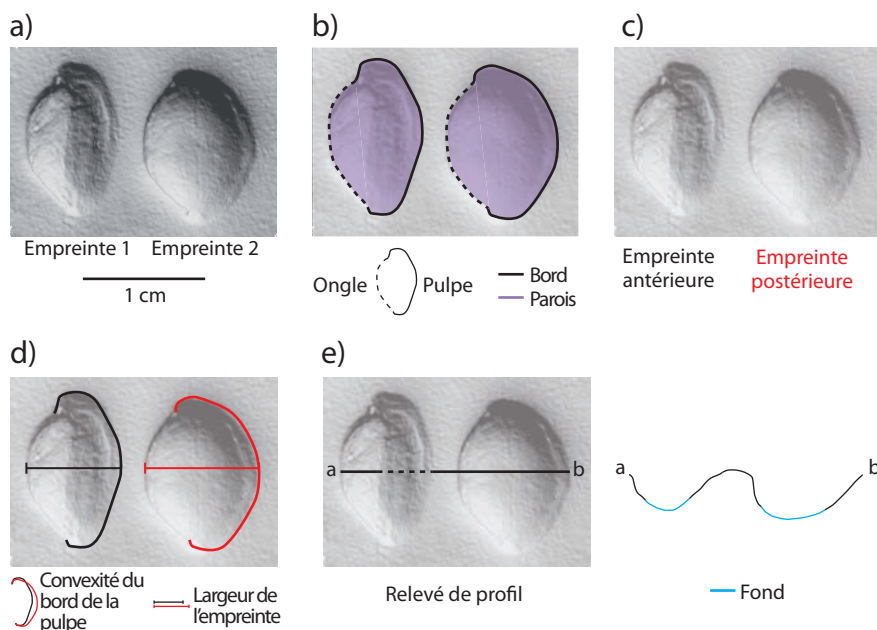 a)
b)
c)
Empreinte 1
Empreinte 2
1 cm
Ongle
Pulpe
Bord
Parois
Empreinte
antérieure
Empreinte
postérieure
d)
e)
a
b
a
b
Convexité du
bord de la
pulpe
Largeur de
l'empreinte
Relevé de profil
Fond